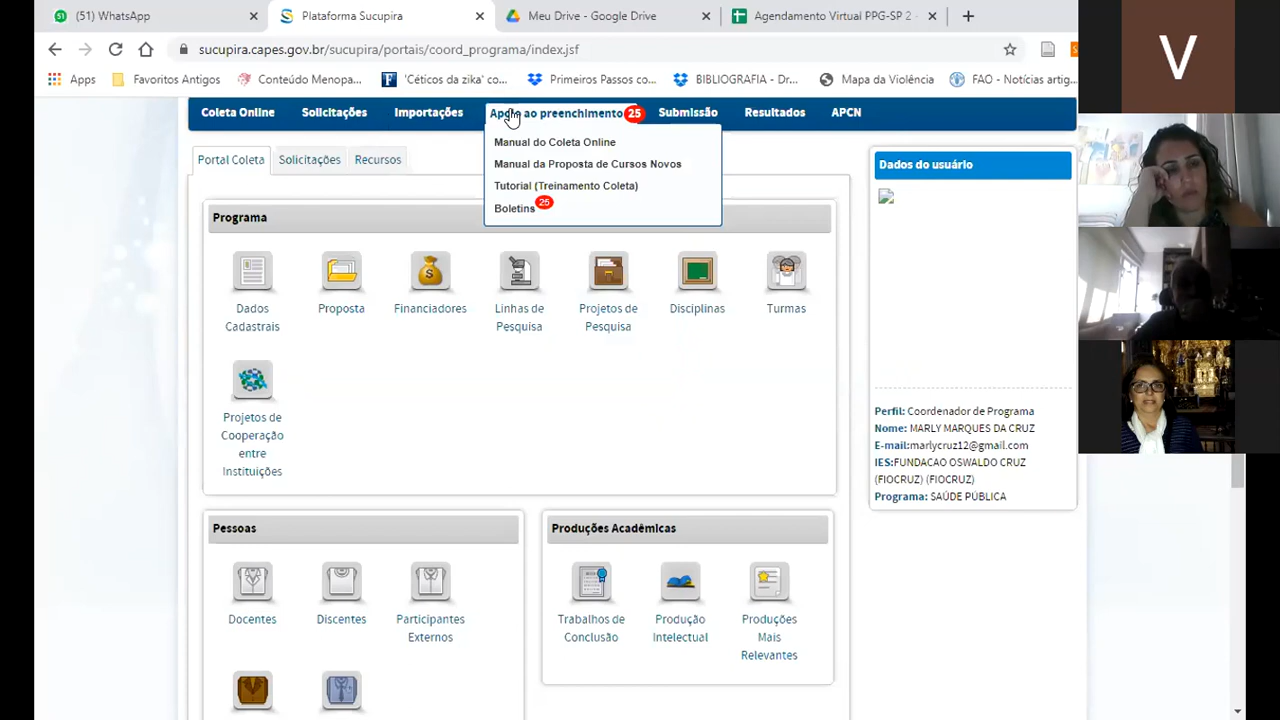 (51) WhatsApp
Plataforma Sucupira
Meu Drive - Google Drive
Agendamento Virtual PPG-SP 2 -
sucupira.capes.gov.br/sucupira/portais/coord_programa/index.jsf
Apps
Favoritos Antigos
Conteúdo Menopa...
'Céticos da zika' co...
Primeiros Passos co...
BIBLIOGRAFIA - Dr...
Mapa da Violência
FAO - Notícias artig...
V
Coleta Online
Solicitações
Importações
Apoio ao preenchimento 25
Submissão
Resultados
APCN
Manual do Coleta Online
Manual da Proposta de Cursos Novos
Tutorial (Treinamento Coleta)
Boletins 25
Portal Coleta
Solicitações
Recursos
Programa
Dados
Cadastrais
Proposta
Financiadores
Linhas de
Pesquisa
Projetos de
Pesquisa
Disciplinas
Turmas
Projetos de
Cooperação
entre
Instituições
Pessoas
Docentes
Discentes
Participantes
Externos
Produções Acadêmicas
Trabalhos de
Conclusão
Produção
Intelectual
Produções
Mais
Relevantes
Dados do usuário
Perfil: Coordenador de Programa
Nome: MARLY MARQUES DA CRUZ
E-mail:marlycruz12@gmail.com
IES:FUNDACAO OSWALDO CRUZ
(FIOCRUZ) (FIOCRUZ)
Programa: SAÚDE PÚBLICA